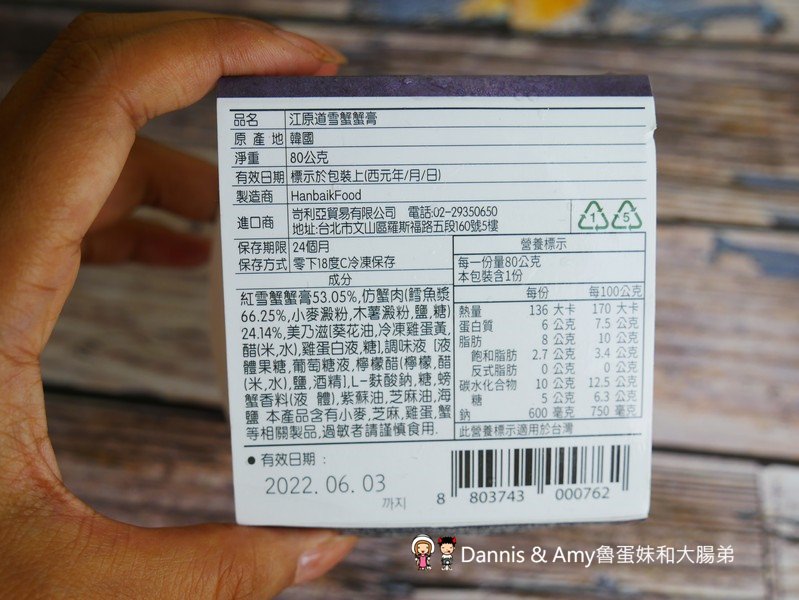 品名 江原道雪蟹蟹膏
原產地 韓國
淨重 80公克
有效日期 標示於包裝上(西元年/月/日)
製造商 HanbaikFood
進口商 岢利亞貿易有限公司 電話:02-29350650
地址:台北市文山區羅斯福路五段160號5樓
1 5
保存期限 24個月
保存方式 零下18度C冷凍保存
成分
紅雪蟹蟹膏53.05%,仿蟹肉(鱈魚漿
66.25%,小麥澱粉,木薯澱粉,鹽,糖)
24.14%,美乃滋[葵花油,冷凍雞蛋黃,
醋(米,水),雞蛋白液,糖],調味液 [液
體果糖,葡萄糖液,檸檬醋(檸檬,醋
(米,水),鹽,酒精],L-麩酸鈉,糖,螃
蟹香料(液 體),紫蘇油,芝麻油,海
鹽 本產品含有小麥,芝麻,雞蛋,蟹
等相關製品,過敏者請謹慎食用.
營養標示
每一份量80公克
本包裝含1份
每份 每100公克
熱量 136 大卡 170 大卡
蛋白質 6 公克 7.5 公克
脂肪 8 公克 10 公克
飽和脂肪 2.7 公克 3.4 公克
反式脂肪 0 公克 0 公克
碳水化合物 10 公克 12.5 公克
糖 5 公克 6.3 公克
鈉 600 毫克 750 毫克
此營養標示適用於台灣
●有效日期:
2022.06.03
까지
8 803743 000762
Dannis & Amy魯蛋妹和大腸弟